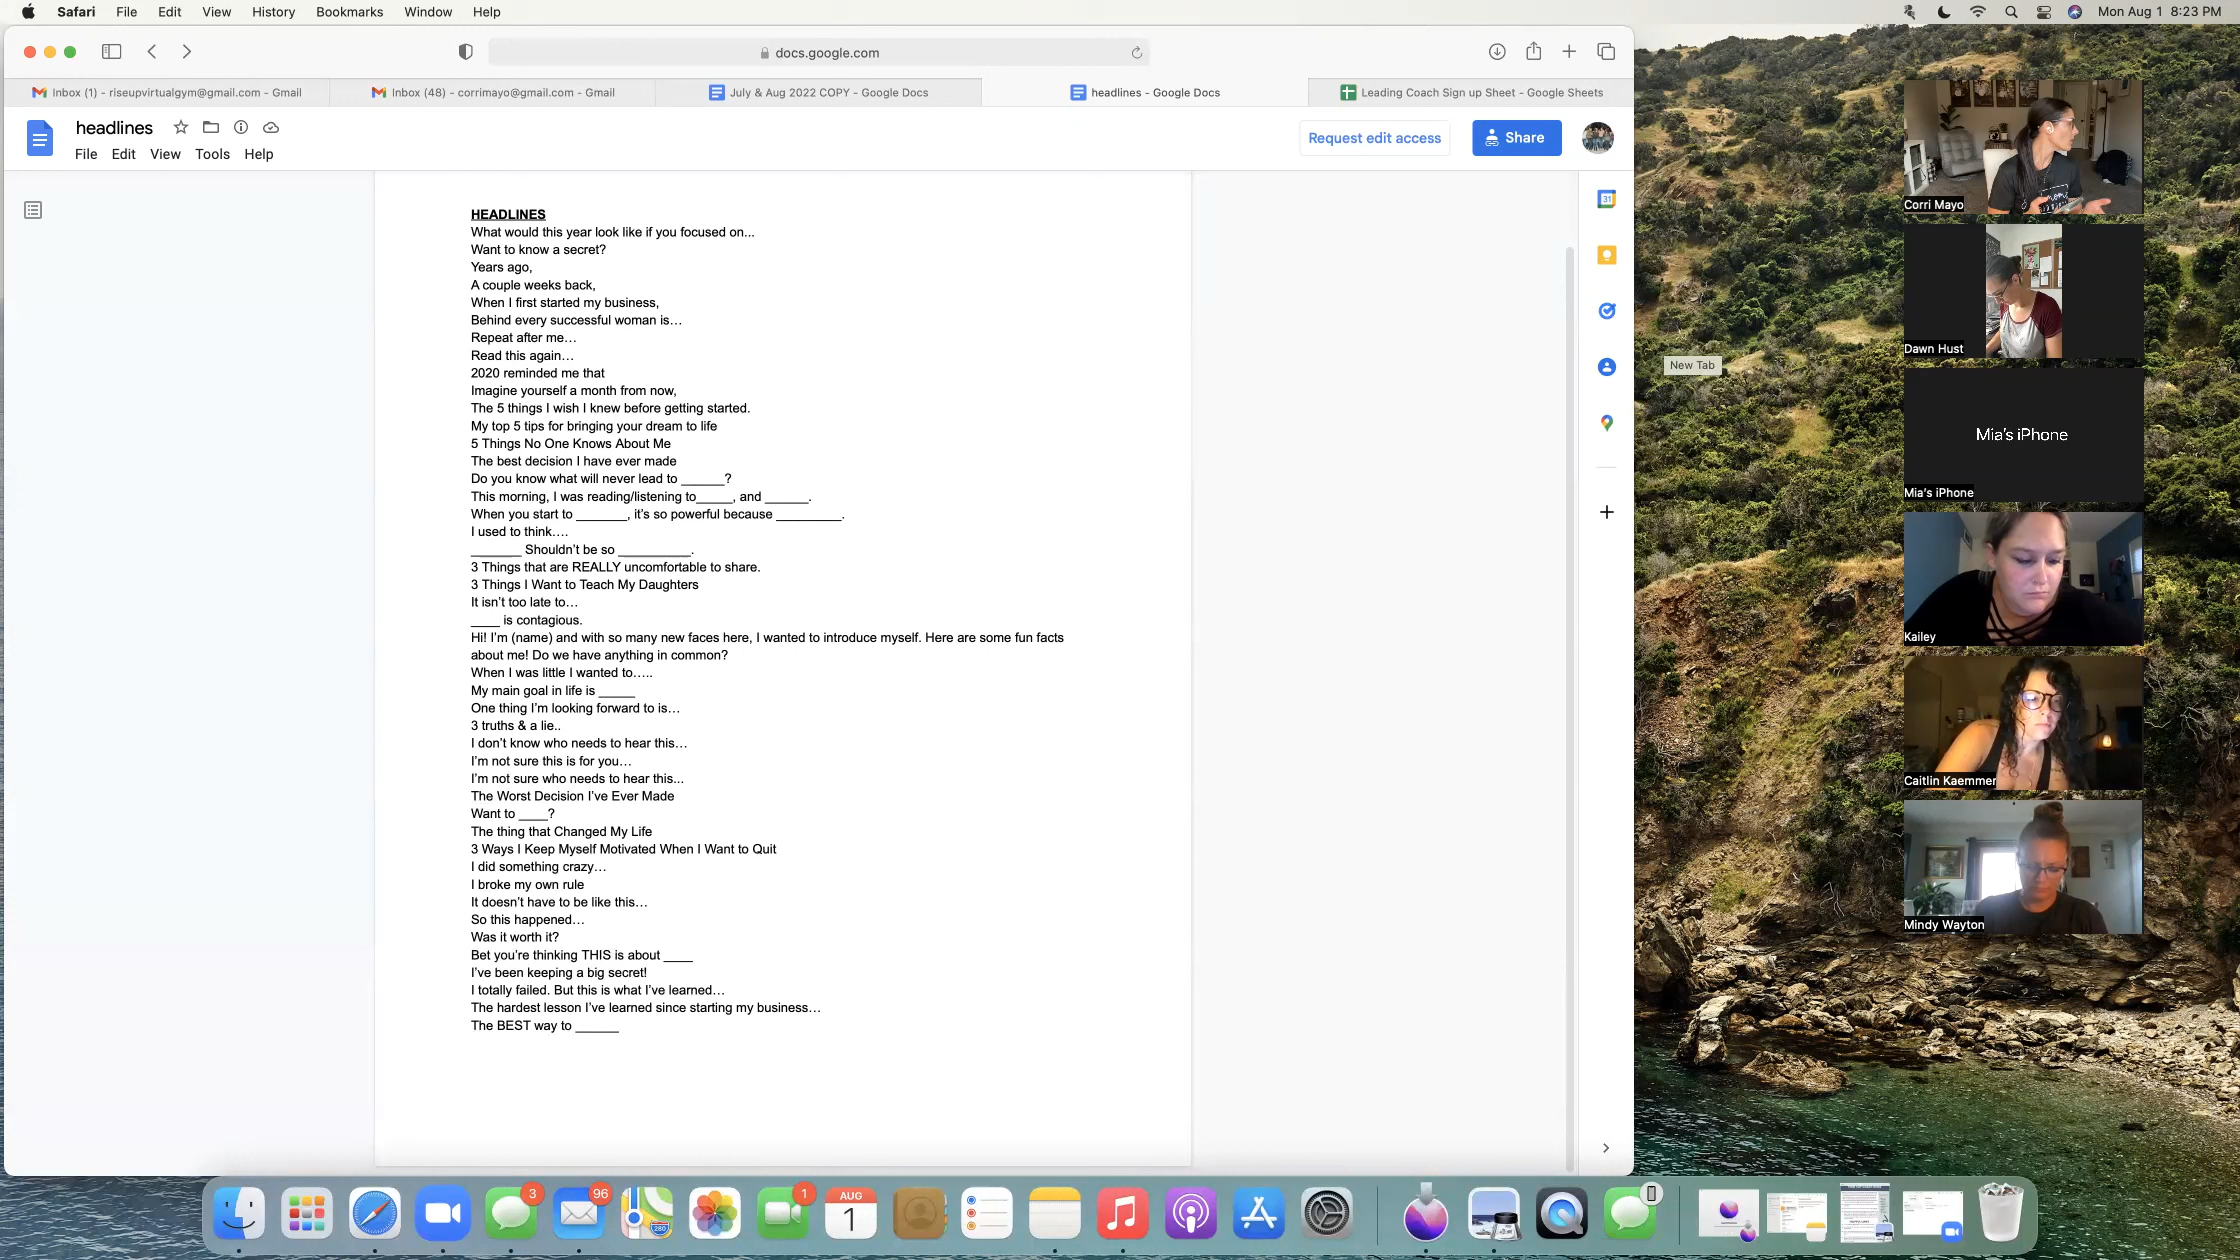 Safari File Edit View History Bookmarks Window Help Mon Aug 1 8:23 PM
docs.google.com
Inbox (1) - riseupvirtualgym@gmail.com - Gmail
Inbox (48) - corrimayo@gmail.com - Gmail
July & Aug 2022 COPY - Google Docs
headlines - Google Docs
Leading Coach Sign up Sheet - Google Sheets
headlines
Request edit access
Share
File Edit View Tools Help
HEADLINES
What would this year look like if you focused on...
Want to know a secret?
Years ago,
A couple weeks back,
When I first started my business,
Behind every successful woman is…
Repeat after me…
Read this again…
2020 reminded me that
Imagine yourself a month from now,
The 5 things I wish I knew before getting started.
My top 5 tips for bringing your dream to life
5 Things No One Knows About Me
The best decision I have ever made
Do you know what will never lead to ______?
This morning, I was reading/listening to_____, and ______.
When you start to _______, it's so powerful because _________.
I used to think….
_______ Shouldn't be so __________.
3 Things that are REALLY uncomfortable to share.
3 Things I Want to Teach My Daughters
It isn't too late to…
____ is contagious.
Hi! I'm (name) and with so many new faces here, I wanted to introduce myself. Here are some fun facts
about me! Do we have anything in common?
When I was little I wanted to…..
My main goal in life is _____
One thing I'm looking forward to is…
3 truths & a lie..
I don't know who needs to hear this…
I'm not sure this is for you…
I'm not sure who needs to hear this...
The Worst Decision I've Ever Made
Want to ____?
The thing that Changed My Life
3 Ways I Keep Myself Motivated When I Want to Quit
I did something crazy…
I broke my own rule
It doesn't have to be like this…
So this happened…
Was it worth it?
Bet you're thinking THIS is about ____
I've been keeping a big secret!
I totally failed. But this is what I've learned…
The hardest lesson I've learned since starting my business…
The BEST way to ______
31
New Tab
Corri Mayo
Dawn Hust
Mia's iPhone
Mia's iPhone
Kailey
Caitlin Kaemmer
Mindy Wayton
3
96
280
1
AUG
1